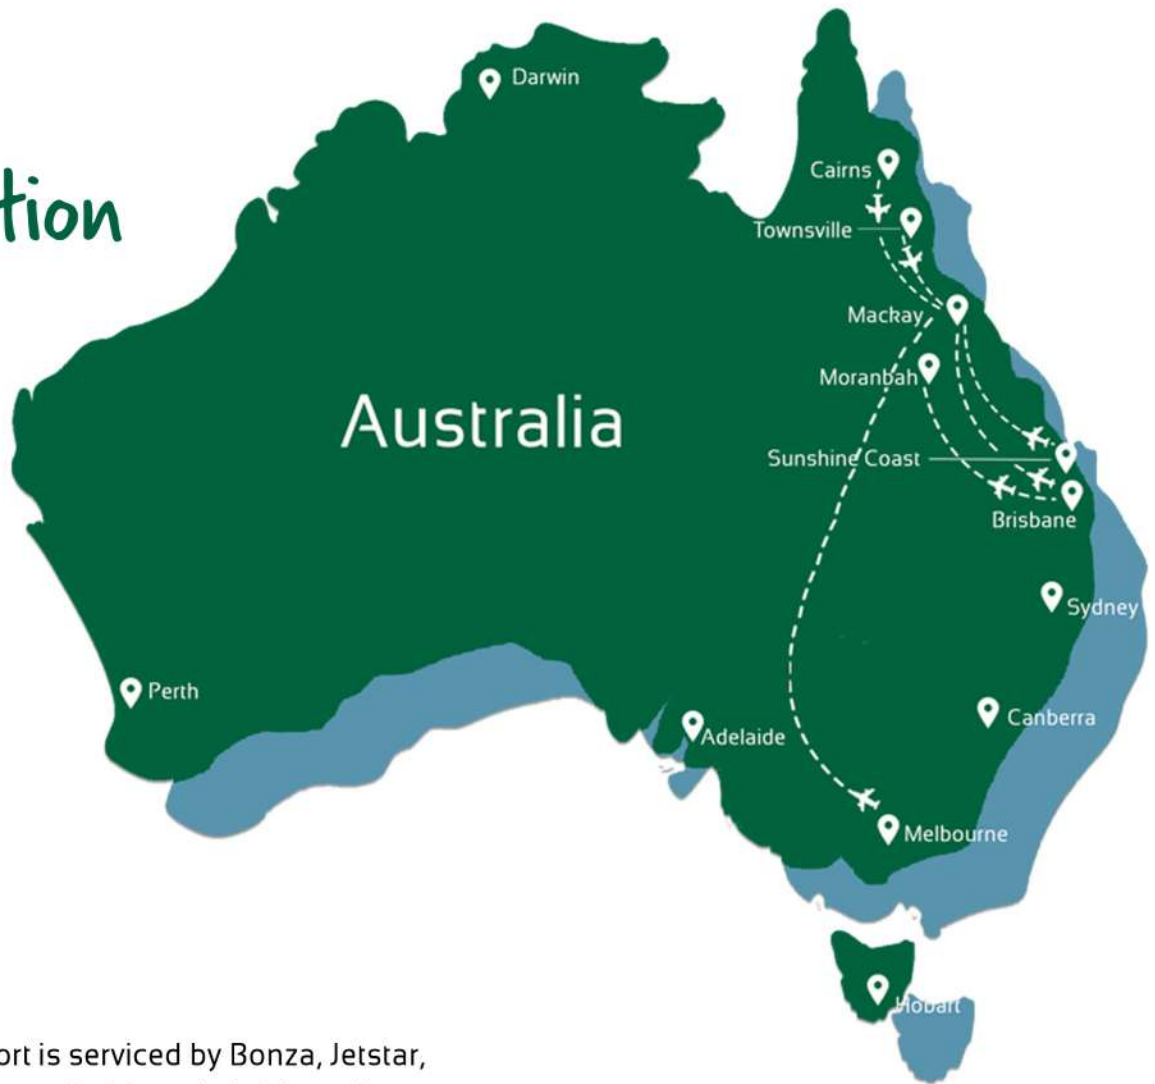 tion
Darwin
Cairns
Townsville
Mackay
Moranbah
Australia
Sunshine Coast
Brisbane
Sydney
Perth
Canberra
Adelaide
Melbourne
Hobart
ort is serviced by Bonza, Jetstar,